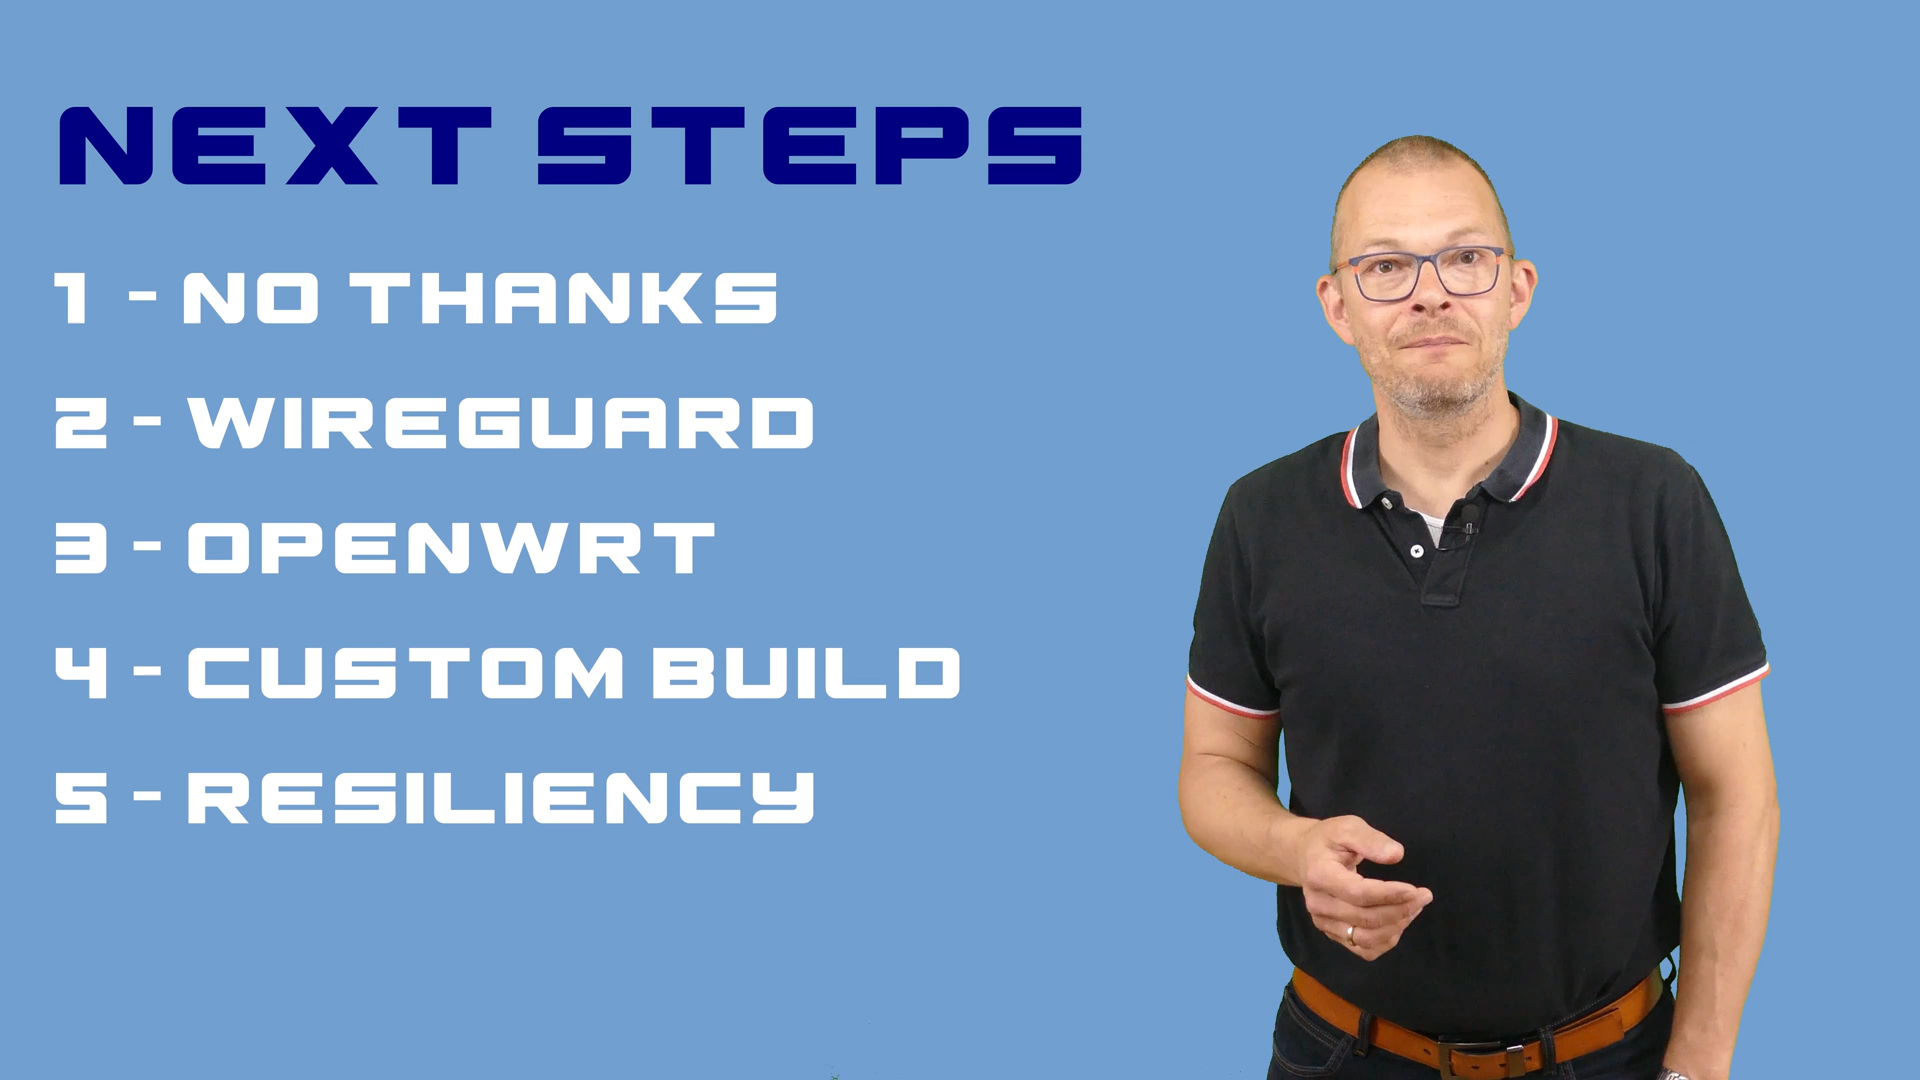 NEXT STEPS
1 - NO THANKS
2 - WIREGUARD
3 - OPENWRT
4 - CUSTOM BUILD
5 - RESILIENCY